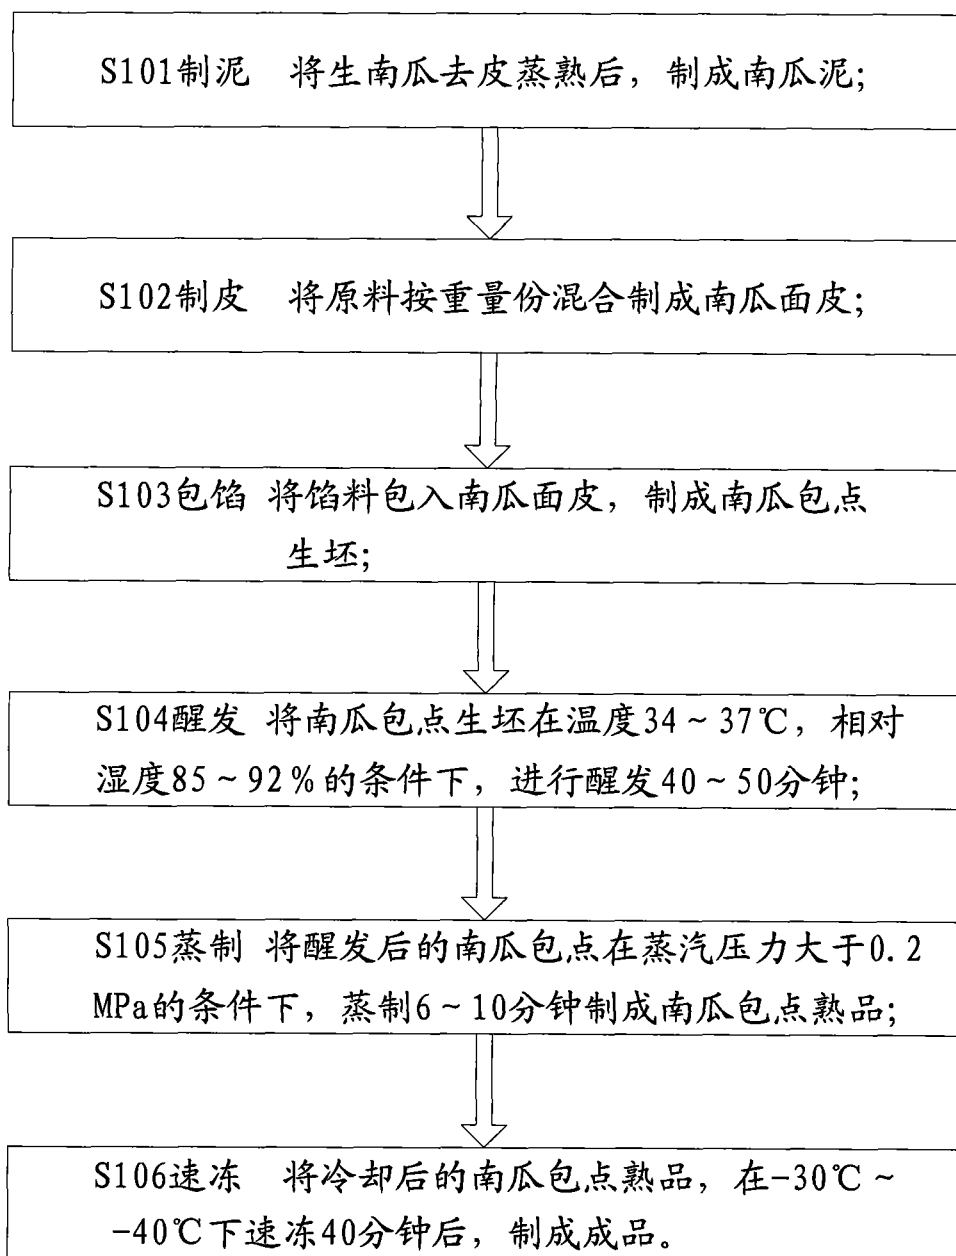 S101制泥 将生南瓜去皮蒸熟后，制成南瓜泥；
S102制皮 将原料按重量份混合制成南瓜面皮；
S103包馅 将馅料包入南瓜面皮，制成南瓜包点
生坯；
S104醒发 将南瓜包点生坯在温度34～37℃，相对
湿度85～92％的条件下，进行醒发40～50分钟；
S105蒸制 将醒发后的南瓜包点在蒸汽压力大于0.2
MPa的条件下，蒸制6～10分钟制成南瓜包点熟品；
S106速冻 将冷却后的南瓜包点熟品，在-30℃～
-40℃下速冻40分钟后，制成成品。